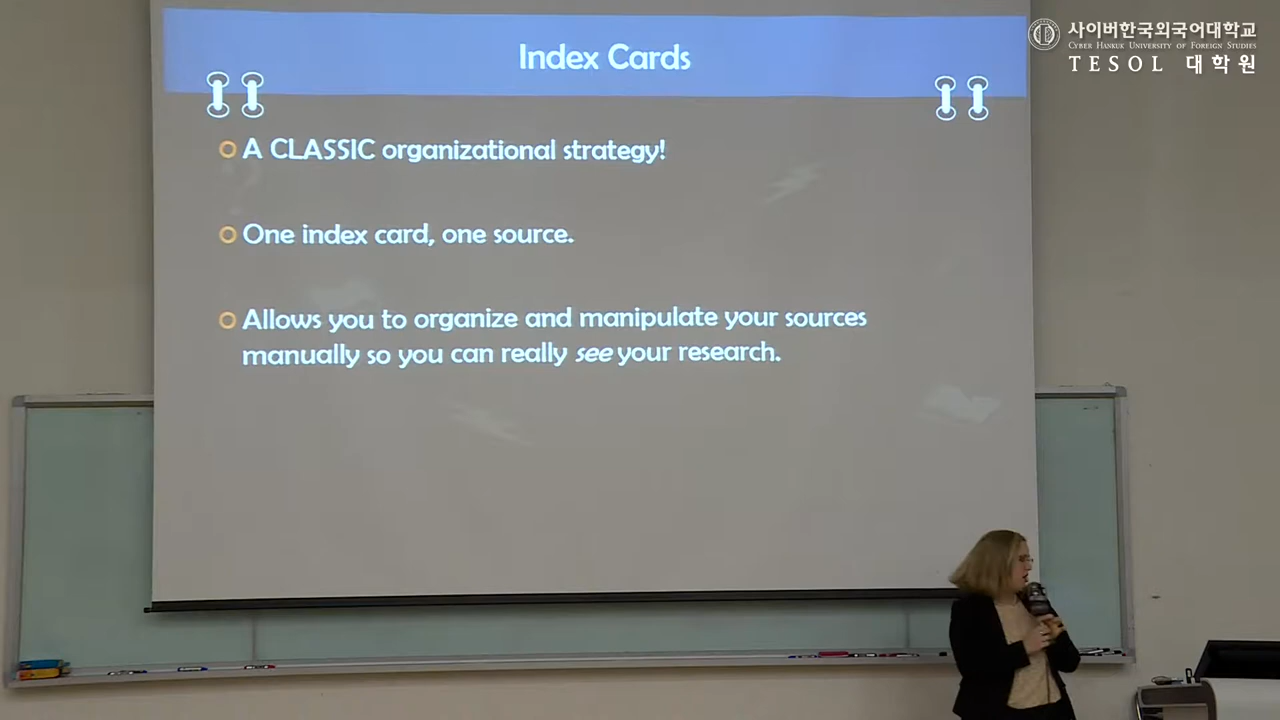 Index Cards
A CLASSIC organizational strategy!
One index card, one source.
Allows you to organize and manipulate your sources
manually so you can really see your research.
사이버한국외국어대학교
CYBER HANKUK UNIVERSITY OF FOREIGN STUDIES
TESOL 대학원